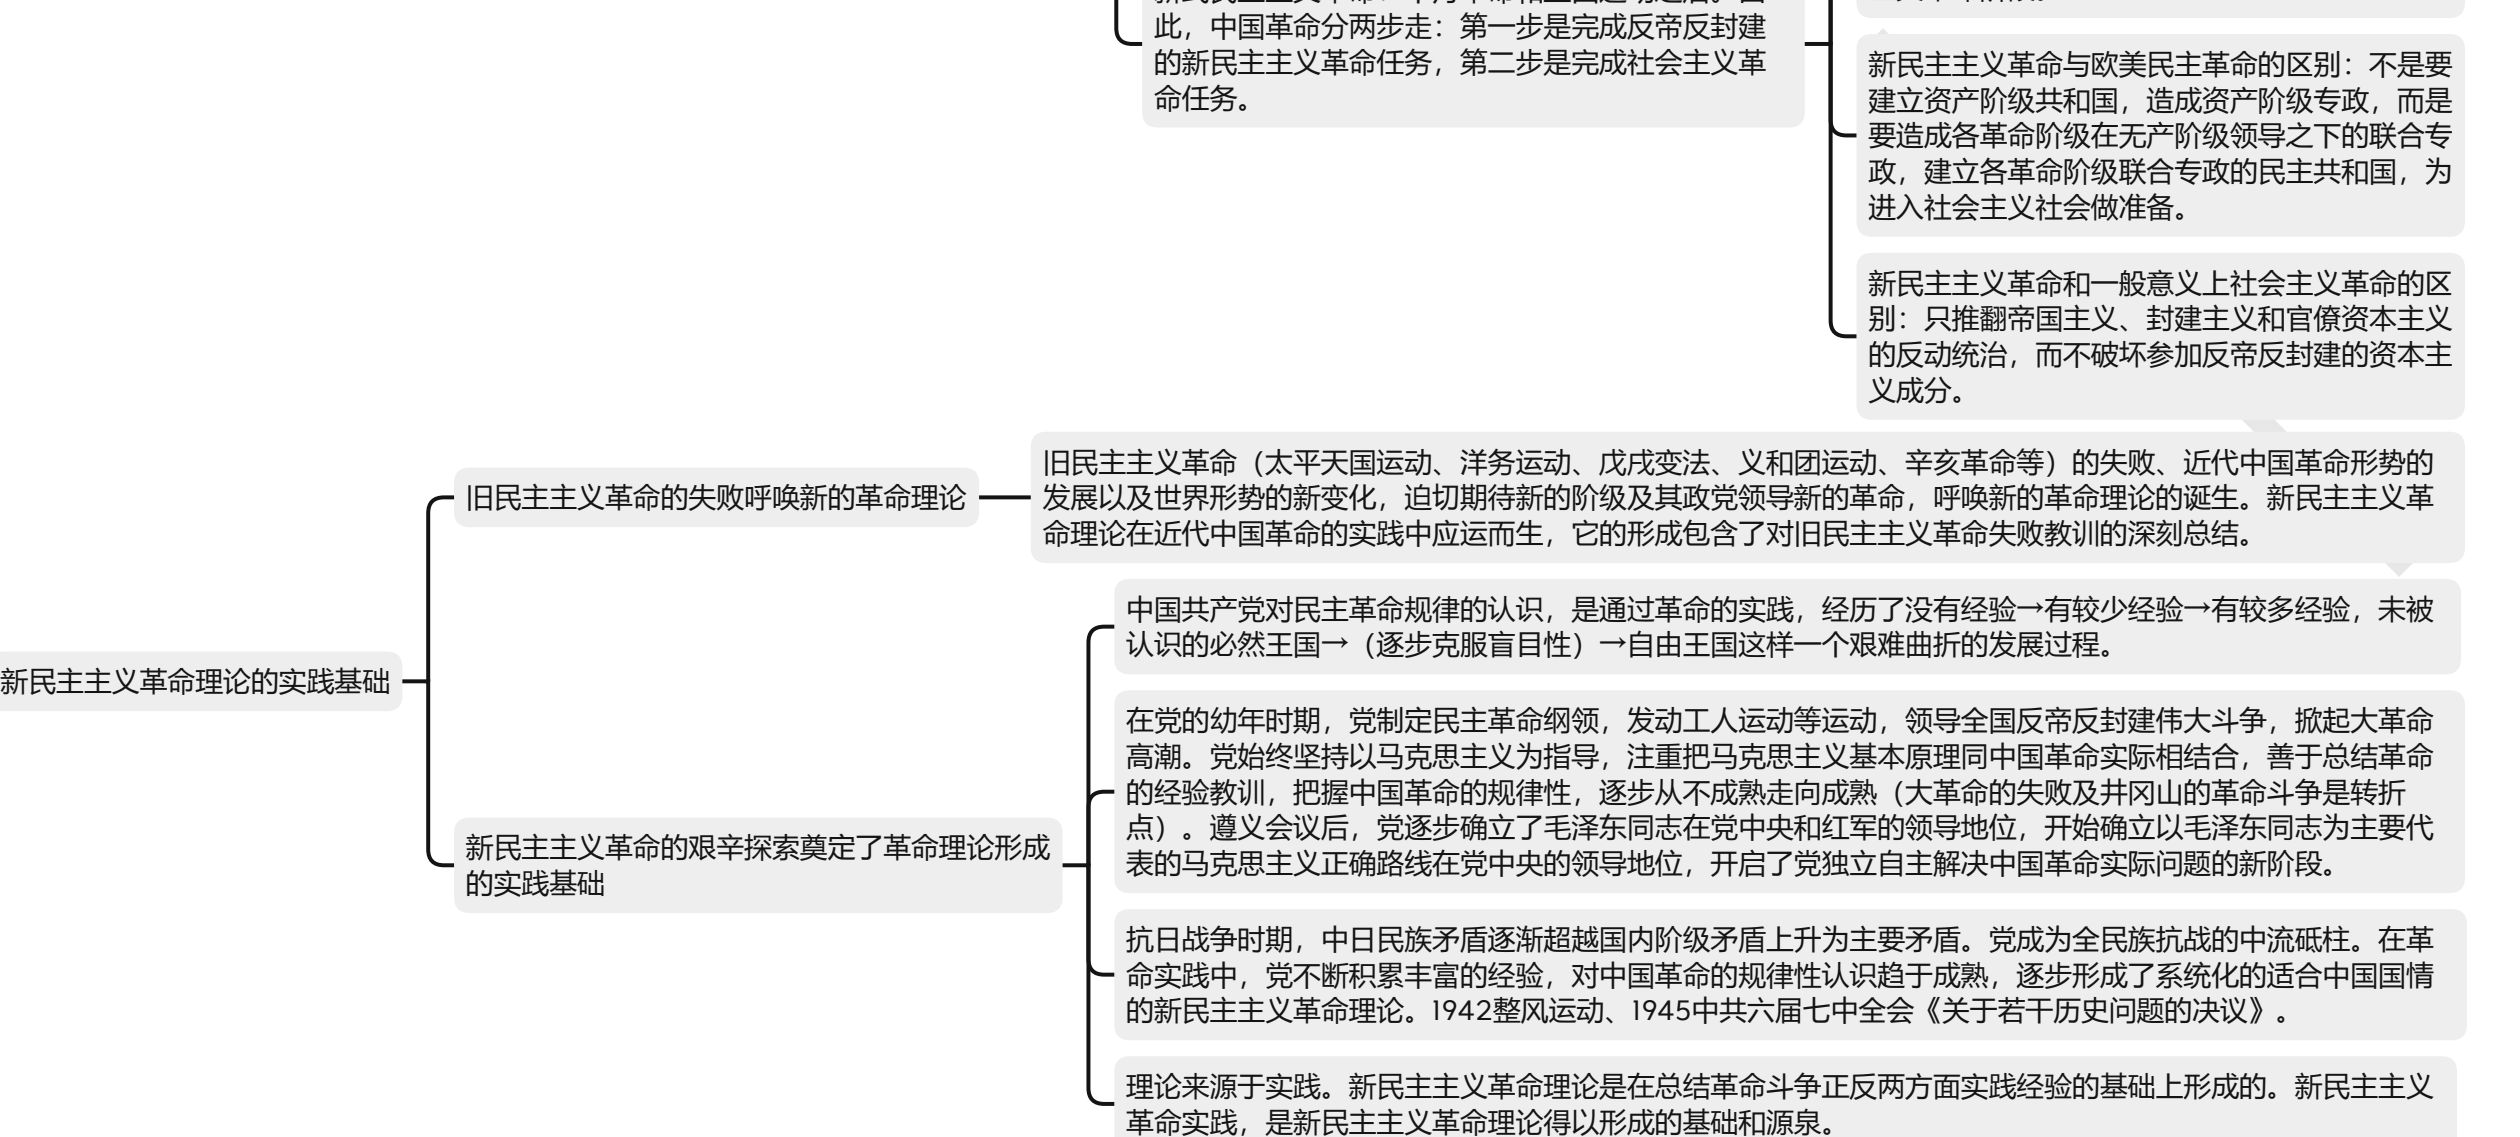 此，中国革命分两步走：第一步是完成反帝反封建
的新民主主义革命任务，第二步是完成社会主义革
命任务。
新民主主义革命与欧美民主革命的区别：不是要
建立资产阶级共和国，造成资产阶级专政，而是
要造成各革命阶级在无产阶级领导之下的联合专
政，建立各革命阶级联合专政的民主共和国，为
进入社会主义社会做准备。
新民主主义革命和一般意义上社会主义革命的区
别：只推翻帝国主义、封建主义和官僚资本主义
的反动统治，而不破坏参加反帝反封建的资本主
义成分。
旧民主主义革命的失败呼唤新的革命理论
旧民主主义革命（太平天国运动、洋务运动、戊戌变法、义和团运动、辛亥革命等）的失败、近代中国革命形势的
发展以及世界形势的新变化，迫切期待新的阶级及其政党领导新的革命，呼唤新的革命理论的诞生。新民主主义革
命理论在近代中国革命的实践中应运而生，它的形成包含了对旧民主主义革命失败教训的深刻总结。
新民主主义革命理论的实践基础
新民主主义革命的艰辛探索奠定了革命理论形成
的实践基础
中国共产党对民主革命规律的认识，是通过革命的实践，经历了没有经验→有较少经验→有较多经验，未被
认识的必然王国→（逐步克服盲目性）→自由王国这样一个艰难曲折的发展过程。
在党的幼年时期，党制定民主革命纲领，发动工人运动等运动，领导全国反帝反封建伟大斗争，掀起大革命
高潮。党始终坚持以马克思主义为指导，注重把马克思主义基本原理同中国革命实际相结合，善于总结革命
的经验教训，把握中国革命的规律性，逐步从不成熟走向成熟（大革命的失败及井冈山的革命斗争是转折
点）。遵义会议后，党逐步确立了毛泽东同志在党中央和红军的领导地位，开始确立以毛泽东同志为主要代
表的马克思主义正确路线在党中央的领导地位，开启了党独立自主解决中国革命实际问题的新阶段。
抗日战争时期，中日民族矛盾逐渐超越国内阶级矛盾上升为主要矛盾。党成为全民族抗战的中流砥柱。在革
命实践中，党不断积累丰富的经验，对中国革命的规律性认识趋于成熟，逐步形成了系统化的适合中国国情
的新民主主义革命理论。1942整风运动、1945中共六届七中全会《关于若干历史问题的决议》。
理论来源于实践。新民主主义革命理论是在总结革命斗争正反两方面实践经验的基础上形成的。新民主主义
革命实践，是新民主主义革命理论得以形成的基础和源泉。